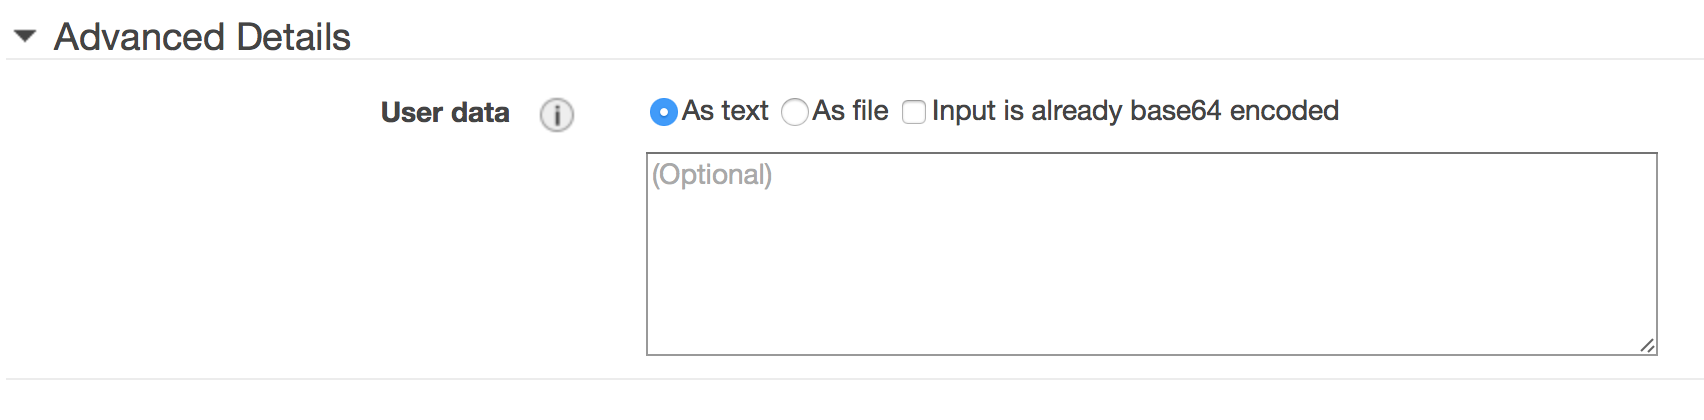 Advanced Details
User data
As text As file Input is already base64 encoded
(Optional)